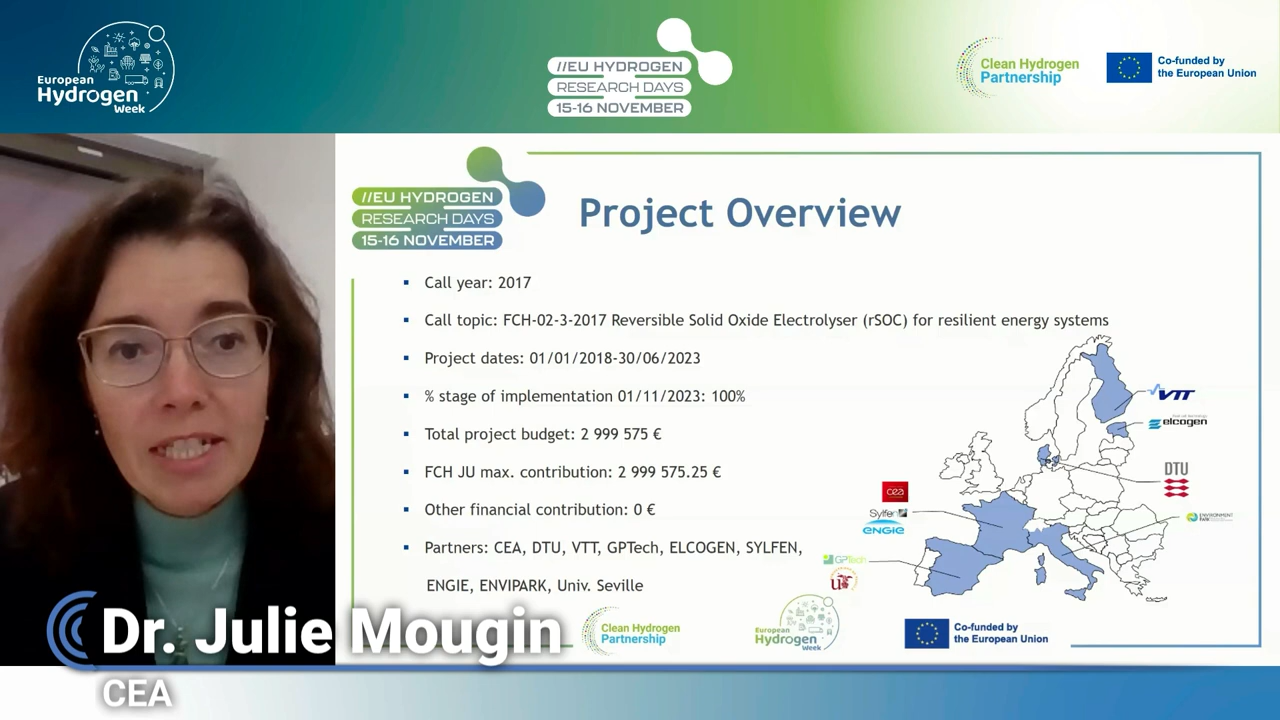 European
Hydrogen
Week
//EU HYDROGEN
RESEARCH DAYS
15-16 NOVEMBER
Clean Hydrogen
Partnership
Co-funded by
the European Union
//EU HYDROGEN
RESEARCH DAYS
15-16 NOVEMBER
Project Overview
Call year: 2017
Call topic: FCH-02-3-2017 Reversible Solid Oxide Electrolyser (rSOC) for resilient energy systems
Project dates: 01/01/2018-30/06/2023
% stage of implementation 01/11/2023: 100%
Total project budget: 2 999 575 €
FCH JU max. contribution: 2 999 575.25 €
Other financial contribution: 0 €
Partners: CEA, DTU, VTT, GPTech, ELCOGEN, SYLFEN,
ENGIE, ENVIPARK, Univ. Seville
VTT
elcogen
DTU
cea
Sylfen
ENGIE
ENVIRONMENT
PARK
GPTech
Clean Hydrogen
Partnership
European
Hydrogen
Week
Co-funded by
the European Union
Dr. Julie Mougin
CEA